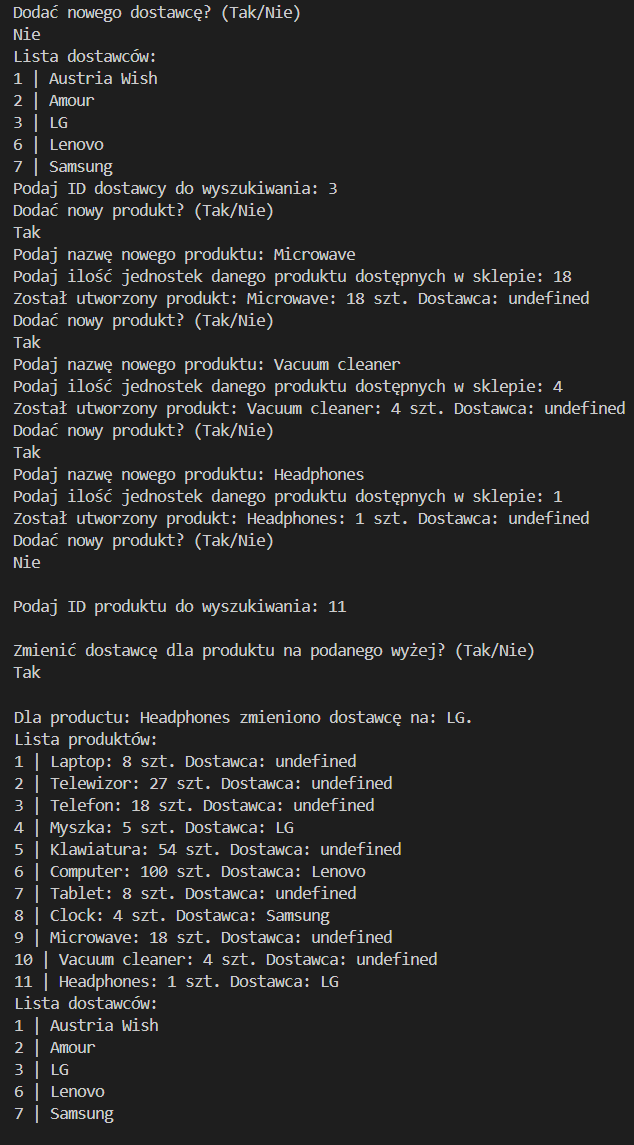 Dodać nowego dostawcę? (Tak/Nie)
Nie
Lista dostawców:
1 | Austria Wish
2 | Amour
3 | LG
6 | Lenovo
7 | Samsung
Podaj ID dostawcy do wyszukiwania: 3
Dodać nowy produkt? (Tak/Nie)
Tak
Podaj nazwę nowego produktu: Microwave
Podaj ilość jednostek danego produktu dostępnych w sklepie: 18
Został utworzony produkt: Microwave: 18 szt. Dostawca: undefined
Dodać nowy produkt? (Tak/Nie)
Tak
Podaj nazwę nowego produktu: Vacuum cleaner
Podaj ilość jednostek danego produktu dostępnych w sklepie: 4
Został utworzony produkt: Vacuum cleaner: 4 szt. Dostawca: undefined
Dodać nowy produkt? (Tak/Nie)
Tak
Podaj nazwę nowego produktu: Headphones
Podaj ilość jednostek danego produktu dostępnych w sklepie: 1
Został utworzony produkt: Headphones: 1 szt. Dostawca: undefined
Dodać nowy produkt? (Tak/Nie)
Nie
Podaj ID produktu do wyszukiwania: 11
Zmienić dostawcę dla produktu na podanego wyżej? (Tak/Nie)
Tak
Dla productu: Headphones zmieniono dostawcę na: LG.
Lista produktów:
1 | Laptop: 8 szt. Dostawca: undefined
2 | Telewizor: 27 szt. Dostawca: undefined
3 | Telefon: 18 szt. Dostawca: undefined
4 | Myszka: 5 szt. Dostawca: LG
5 | Klawiatura: 54 szt. Dostawca: undefined
6 | Computer: 100 szt. Dostawca: Lenovo
7 | Tablet: 8 szt. Dostawca: undefined
8 | Clock: 4 szt. Dostawca: Samsung
9 | Microwave: 18 szt. Dostawca: undefined
10 | Vacuum cleaner: 4 szt. Dostawca: undefined
11 | Headphones: 1 szt. Dostawca: LG
Lista dostawców:
1 | Austria Wish
2 | Amour
3 | LG
6 | Lenovo
7 | Samsung